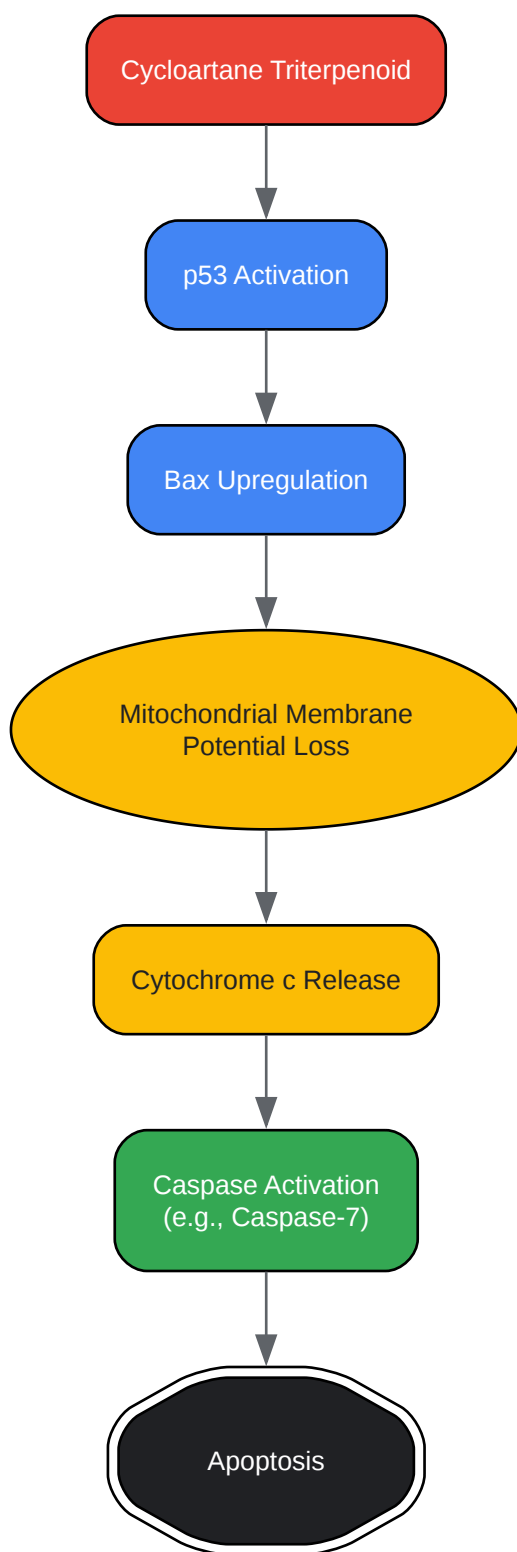 Cycloartane Triterpenoid
p53 Activation
Bax Upregulation
Mitochondrial Membrane
Potential Loss
Cytochrome c Release
Caspase Activation
(e.g., Caspase-7)
Apoptosis